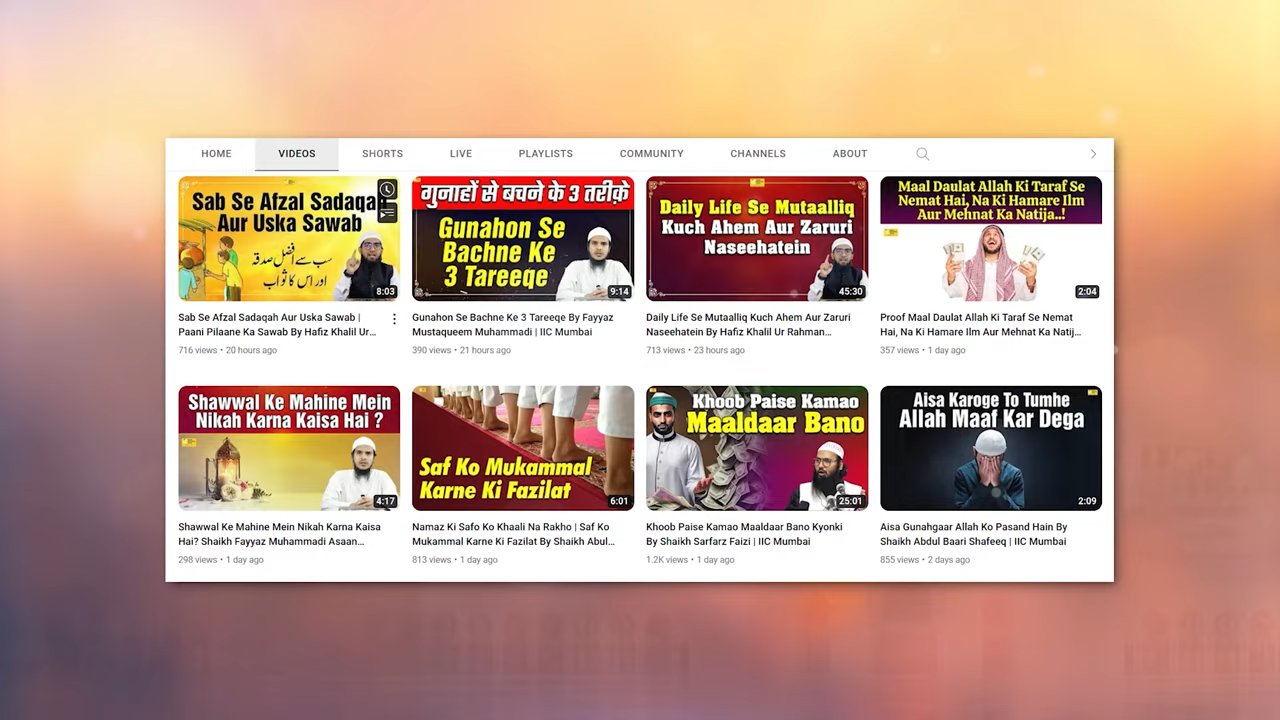 HOME VIDEOS SHORTS LIVE PLAYLISTS COMMUNITY CHANNELS ABOUT
Sab Se Afzal Sadaqah
Aur Uska Sawab
سب سے افضل صدقہ
اور اس کا ثواب
8:03
गुनाहों से बचने के 3 तरीक़े
Gunahon Se
Bachne Ke
3 Tareeqe
9:14
Daily Life Se Mutaalliq
Kuch Ahem Aur Zaruri
Naseehatein
45:30
Maal Daulat Allah Ki Taraf Se
Nemat Hai, Na Ki Hamare Ilm
Aur Mehnat Ka Natija..!
2:04
Sab Se Afzal Sadaqah Aur Uska Sawab |
Paani Pilaane Ka Sawab By Hafiz Khalil Ur...
716 views • 20 hours ago
Gunahon Se Bachne Ke 3 Tareeqe By Fayyaz
Mustaqueem Muhammadi | IIC Mumbai
390 views • 21 hours ago
Daily Life Se Mutaalliq Kuch Ahem Aur Zaruri
Naseehatein By Hafiz Khalil Ur Rahman...
713 views • 23 hours ago
Proof Maal Daulat Allah Ki Taraf Se Nemat
Hai, Na Ki Hamare Ilm Aur Mehnat Ka Natij...
357 views • 1 day ago
Shawwal Ke Mahine Mein
Nikah Karna Kaisa Hai ?
4:17
Saf Ko Mukammal
Karne Ki Fazilat
6:01
Khoob Paise Kamao
Maaldaar Bano
25:01
Aisa Karoge To Tumhe
Allah Maaf Kar Dega
2:09
Shawwal Ke Mahine Mein Nikah Karna Kaisa
Hai? Shaikh Fayyaz Muhammadi Asaan...
298 views • 1 day ago
Namaz Ki Safo Ko Khaali Na Rakho | Saf Ko
Mukammal Karne Ki Fazilat By Shaikh Abul...
813 views • 1 day ago
Khoob Paise Kamao Maaldaar Bano Kyonki
By Shaikh Sarfarz Faizi | IIC Mumbai
1.2K views • 1 day ago
Aisa Gunahgaar Allah Ko Pasand Hain By
Shaikh Abdul Baari Shafeeq | IIC Mumbai
855 views • 2 days ago